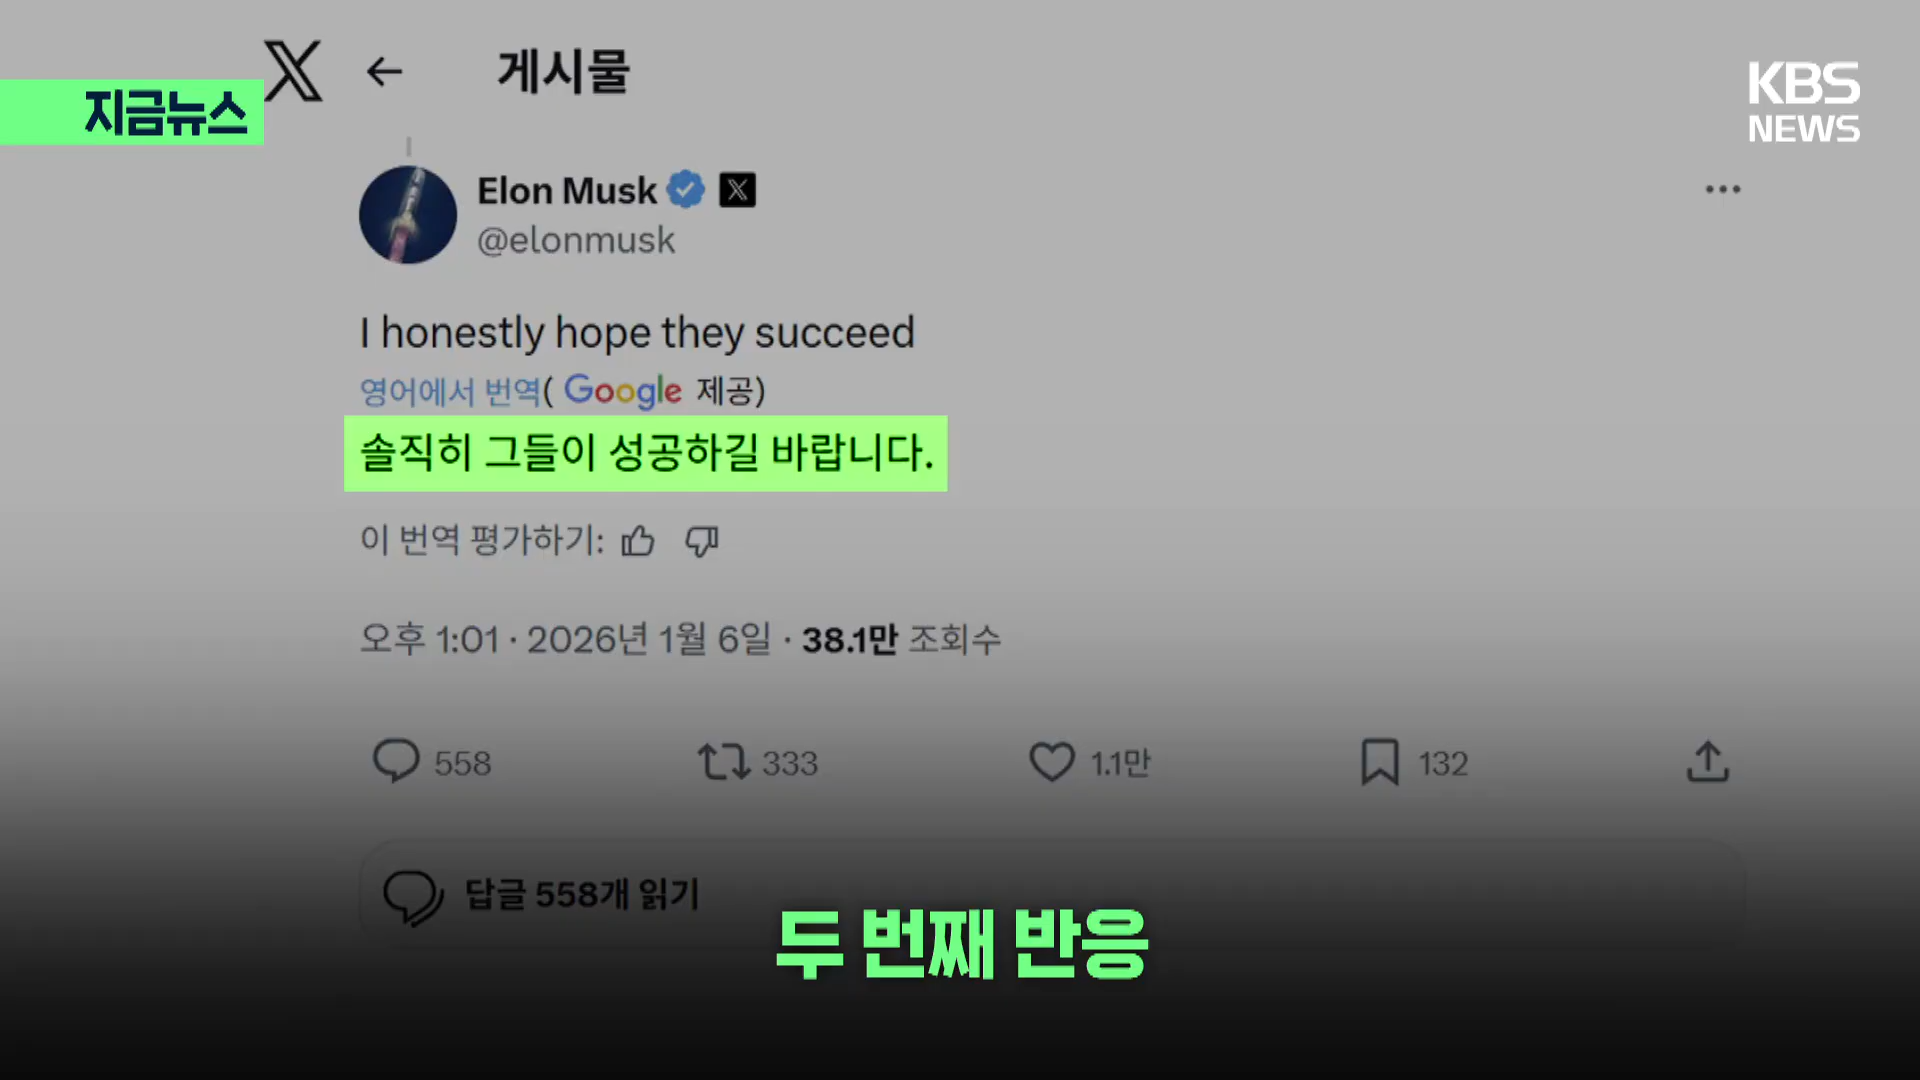 지금뉴스
X
게시물
KBS
NEWS
Elon Musk
@elonmusk
I honestly hope they succeed
영어에서 번역( Google 제공)
솔직히 그들이 성공하길 바랍니다.
이 번역 평가하기:
오후 1:01 · 2026년 1월 6일 · 38.1만 조회수
558 333 1.1만 132
답글 558개 읽기
두 번째 반응